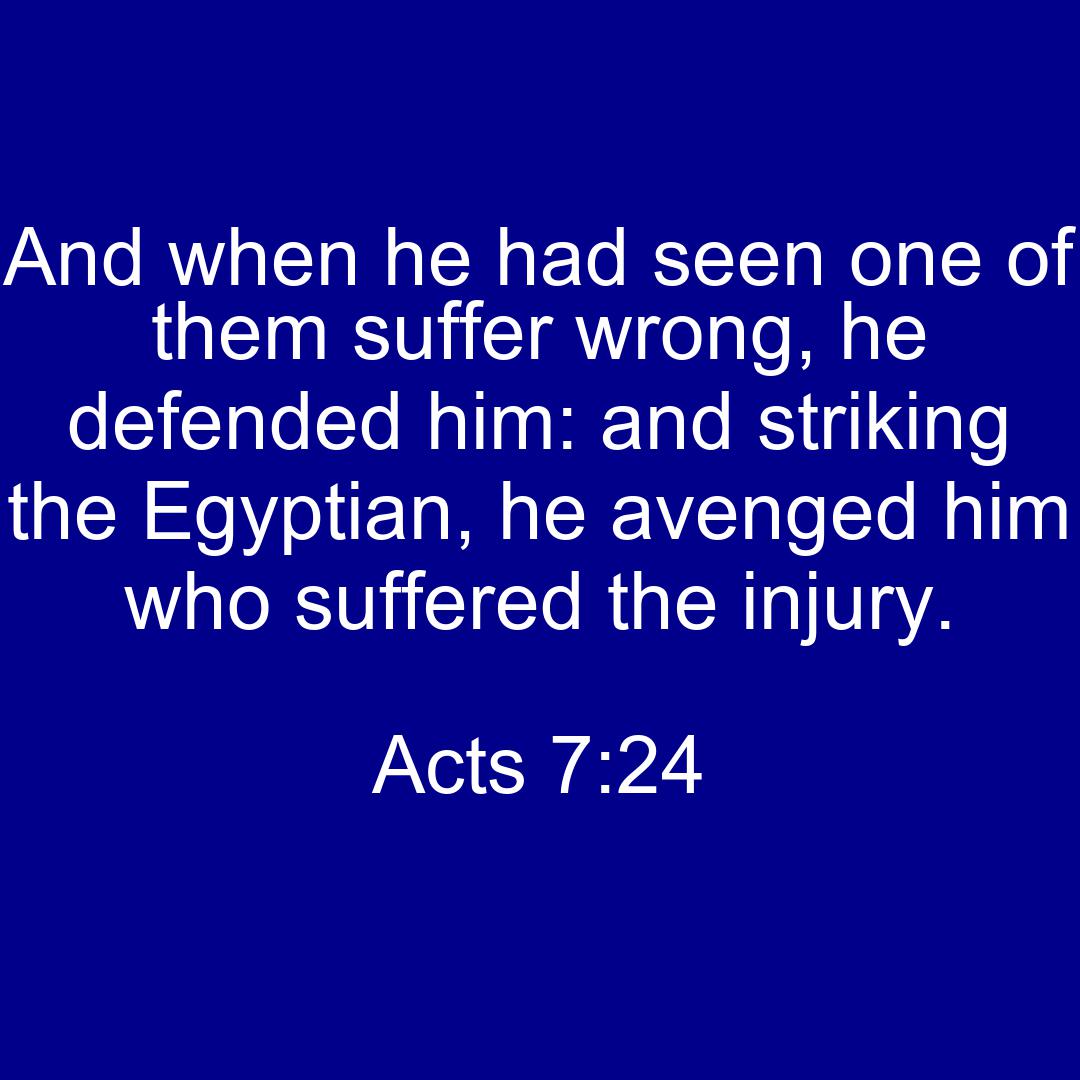 And when he had seen one of
them suffer wrong, he
defended him: and striking
the Egyptian, he avenged him
who suffered the injury.
Acts 7:24